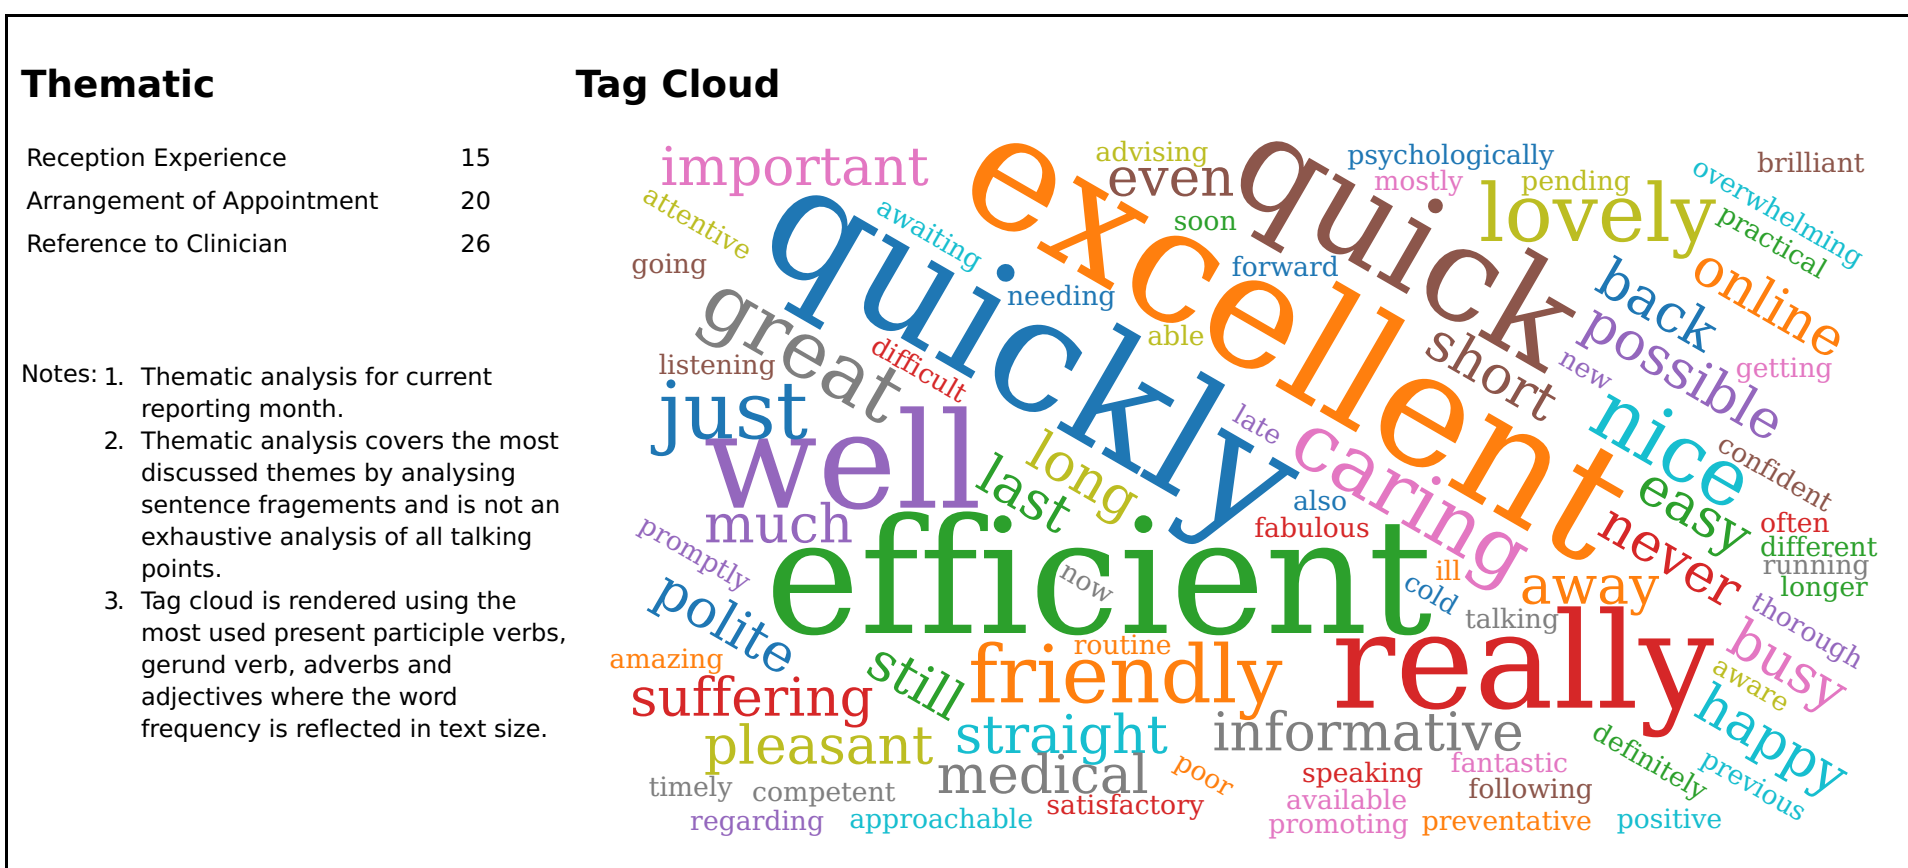 Thematic
Reception Experience 15
Arrangement of Appointment 20
Reference to Clinician 26
Notes: 1. Thematic analysis for current
reporting month.
2. Thematic analysis covers the most
discussed themes by analysing
sentence fragements and is not an
exhaustive analysis of all talking
points.
3. Tag cloud is rendered using the
most used present participle verbs,
gerund verb, adverbs and
adjectives where the word
frequency is reflected in text size.
Tag Cloud
important
advising
even
psychologically
mostly
pending
brilliant
overwhelming
practical
attentive
awaiting
excellent
quick
lovely
soon
going
quickly
needing
forward
back
online
great
able
short
possible
listening
difficult
new
getting
just
well
late
caring
nice
confident
long
last
also
fabulous
easy
often
different
running
longer
much
promptly
efficient
now
ill
cold
never
away
talking
polite
thorough
amazing
still
routine
friendly
really
busy
aware
suffering
happy
pleasant
straight
informative
medical
definitely
previous
timely
competent
poor
speaking
fantastic
following
regarding
approachable
satisfactory
available
promoting
preventative
positive